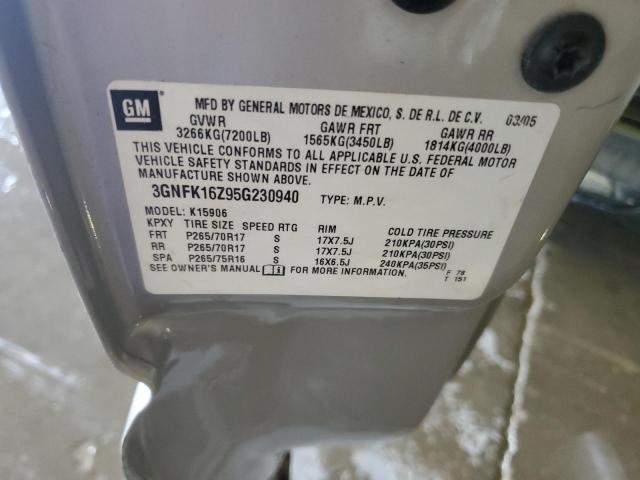 GM
MFD BY GENERAL MOTORS DE MEXICO, S. DE R.L. DE C.V. 03/05
GVWR GAWR FRT GAWR RR
3266KG(7200LB) 1565KG(3450LB) 1814KG(4000LB)
THIS VEHICLE CONFORMS TO ALL APPLICABLE U.S. FEDERAL MOTOR
VEHICLE SAFETY STANDARDS IN EFFECT ON THE DATE OF
MANUFACTURE SHOWN ABOVE.
3GNFK16Z95G230940 TYPE: M.P.V.
MODEL: K15906
KPXY TIRE SIZE SPEED RTG RIM COLD TIRE PRESSURE
FRT P265/70R17 S 17X7.5J 210KPA(30PSI)
RR P265/70R17 S 17X7.5J 210KPA(30PSI)
SPA P265/75R16 S 16X6.5J 240KPA(35PSI)
SEE OWNER'S MANUAL FOR MORE INFORMATION.
F 78
T 151